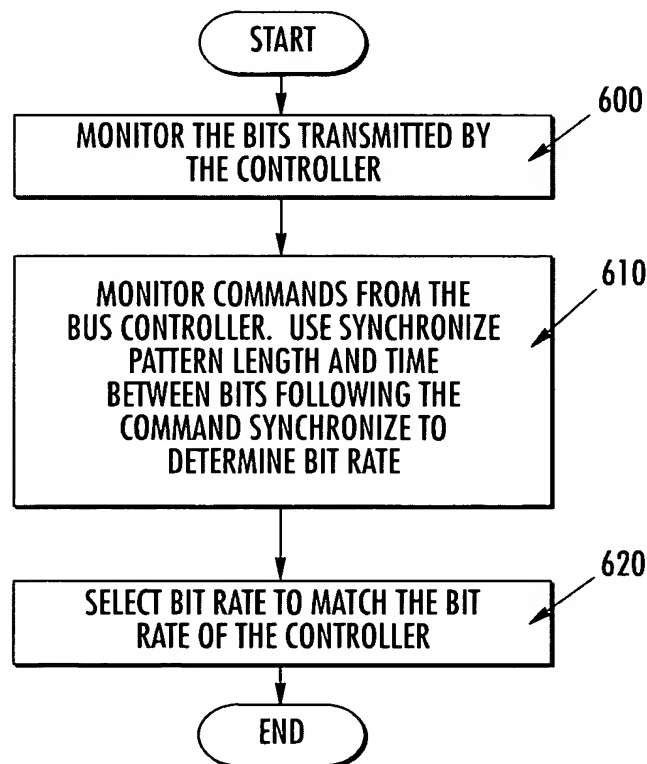 START
600
MONITOR THE BITS TRANSMITTED BY
THE CONTROLLER
610
MONITOR COMMANDS FROM THE
BUS CONTROLLER. USE SYNCHRONIZE
PATTERN LENGTH AND TIME
BETWEEN BITS FOLLOWING THE
COMMAND SYNCHRONIZE TO
DETERMINE BIT RATE
620
SELECT BIT RATE TO MATCH THE BIT
RATE OF THE CONTROLLER
END